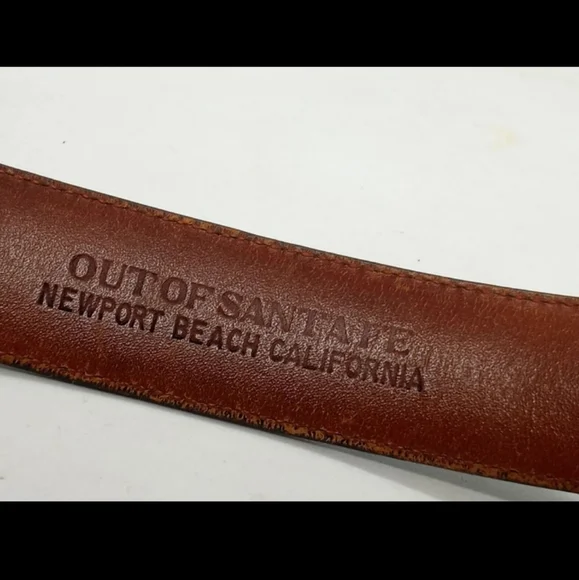 OUT OF SANTA FE
NEWPORT BEACH CALIFORNIA